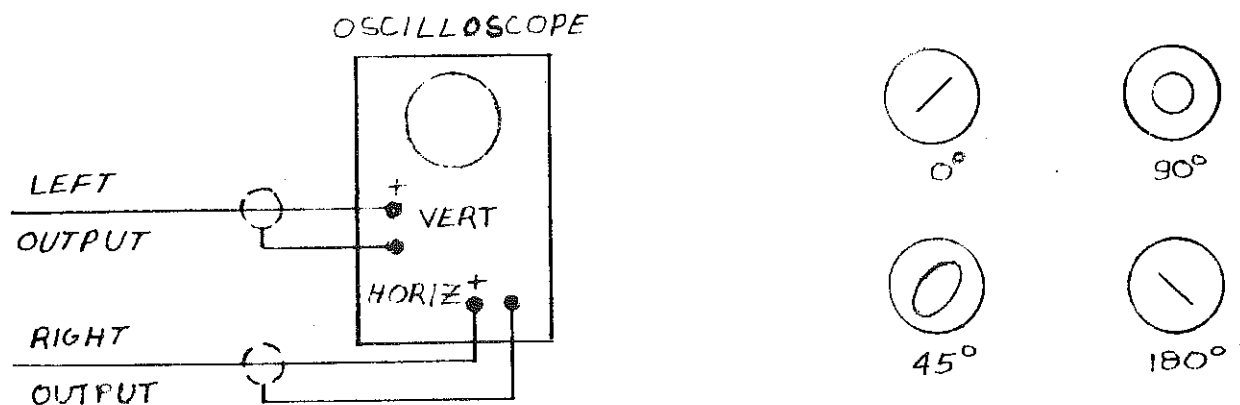 OSCILLOSCOPE
LEFT
OUTPUT
+
VERT
HORIZ +
RIGHT
OUTPUT
0°
90°
45°
180°